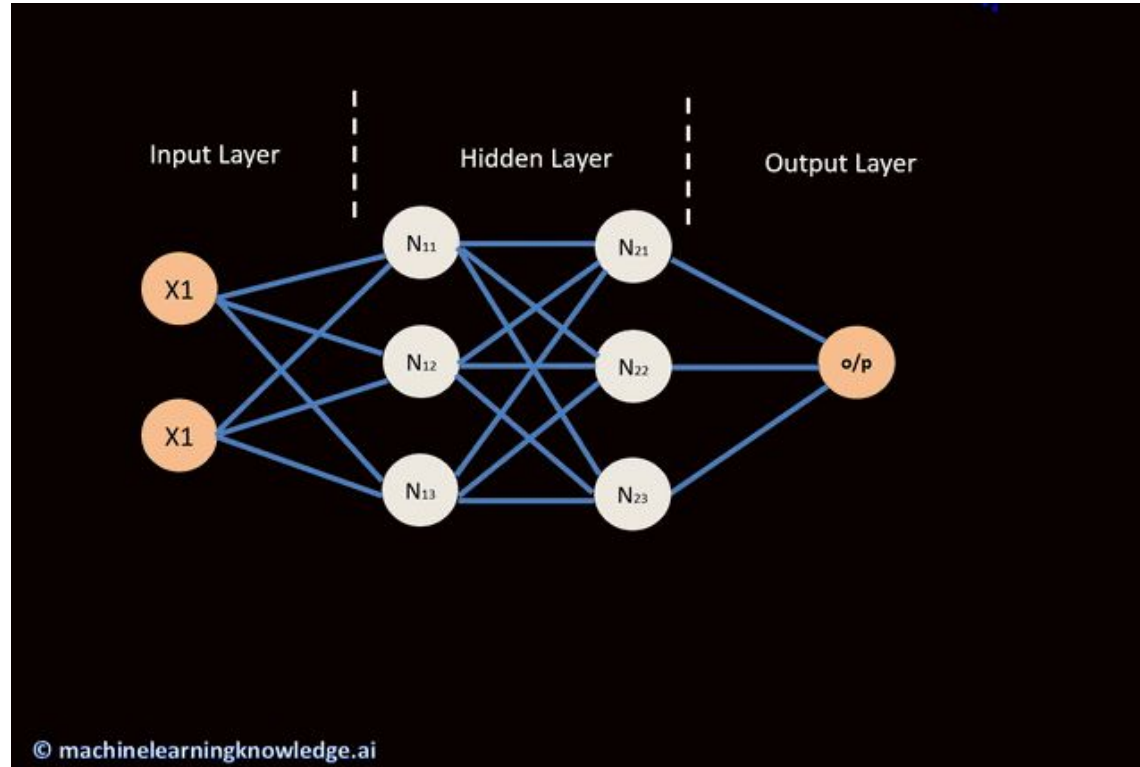 Input Layer
Hidden Layer
Output Layer
X1
X1
N11
N12
N13
N21
N22
N23
o/p
© machinelearningknowledge.ai